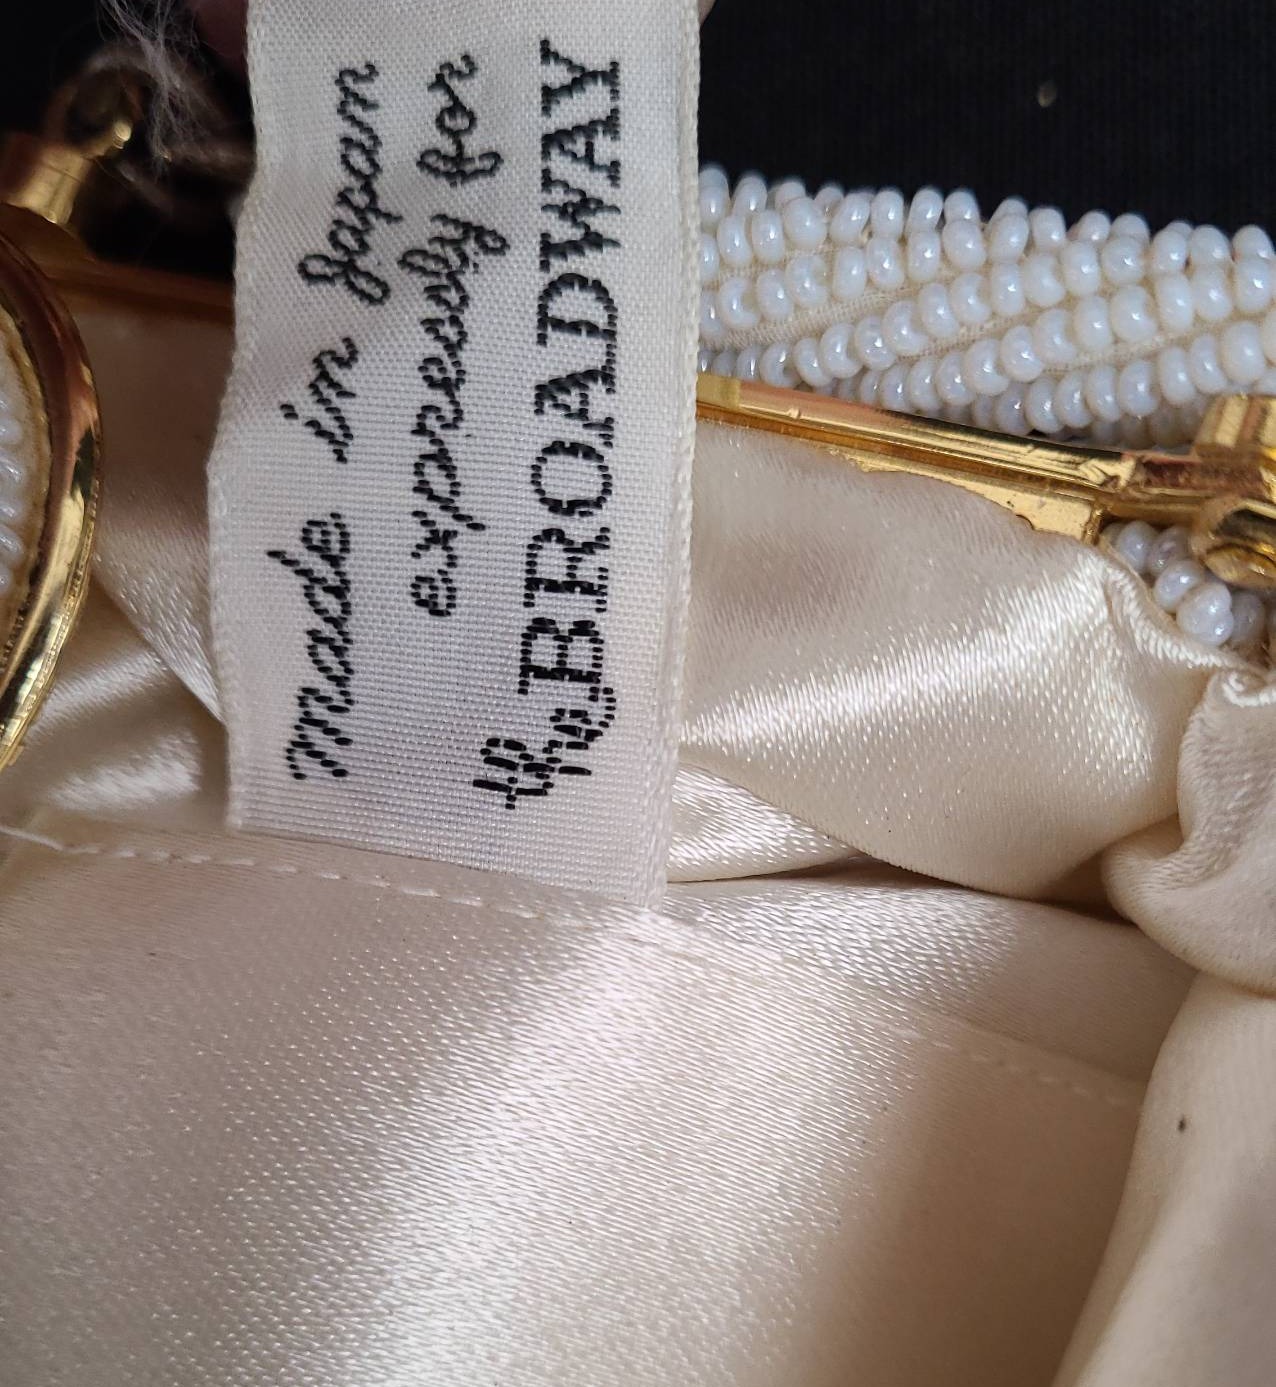 made in Japan
expressly for
the BROADWAY